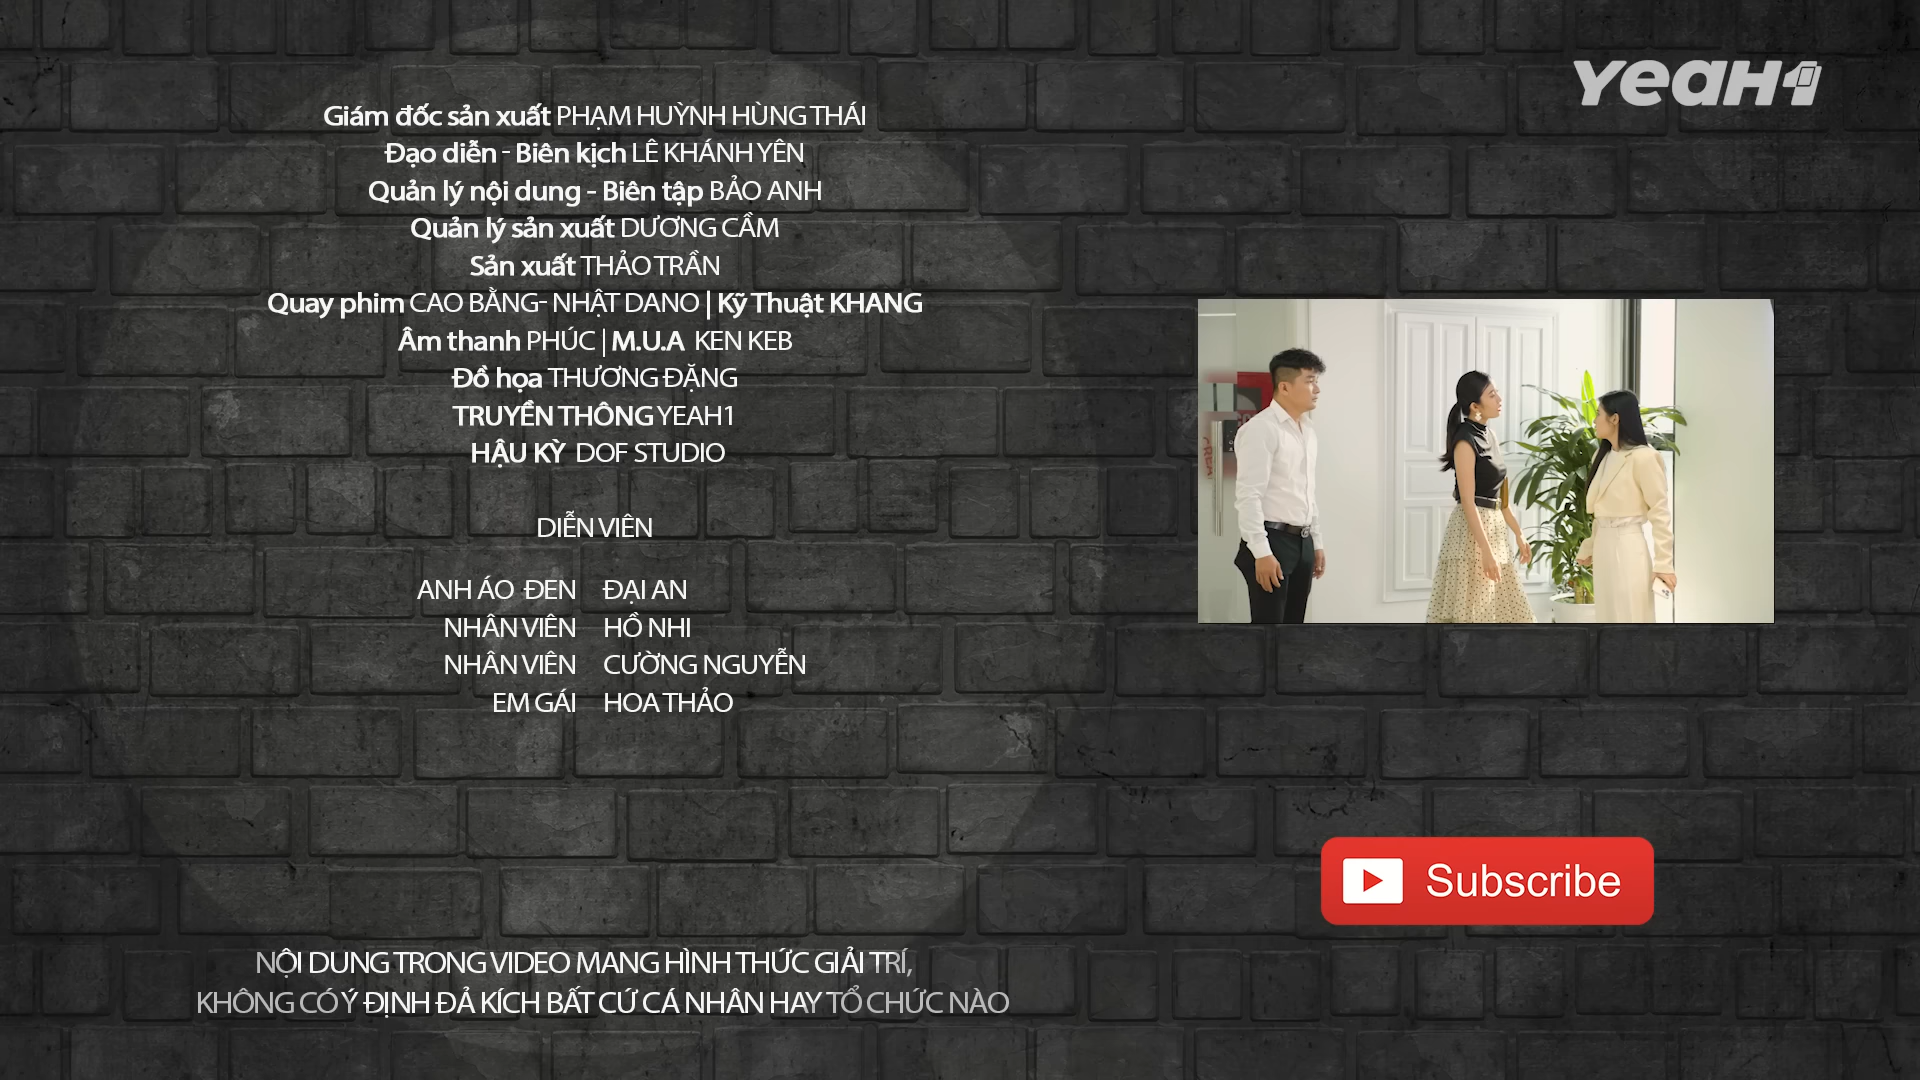 YEAH1
Giám đốc sản xuất PHẠM HUỲNH HÙNG THÁI
Đạo diễn - Biên kịch LÊ KHÁNH YÊN
Quản lý nội dung - Biên tập BẢO ANH
Quản lý sản xuất DƯƠNG CẦM
Sản xuất THẢO TRẦN
Quay phim CAO BẰNG- NHẬT DANO | Kỹ Thuật KHANG
Âm thanh PHÚC | M.U.A KEN KEB
Đồ họa THƯƠNG ĐẶNG
TRUYỀN THÔNG YEAH1
HẬU KỲ DOF STUDIO
DIỄN VIÊN
ANH ÁO ĐEN ĐẠI AN
NHÂN VIÊN HỒ NHI
NHÂN VIÊN CƯỜNG NGUYỄN
EM GÁI HOA THẢO
Subscribe
NỘI DUNG TRONG VIDEO MANG HÌNH THỨC GIẢI TRÍ,
KHÔNG CÓ Ý ĐỊNH ĐẢ KÍCH BẤT CỨ CÁ NHÂN HAY TỔ CHỨC NÀO